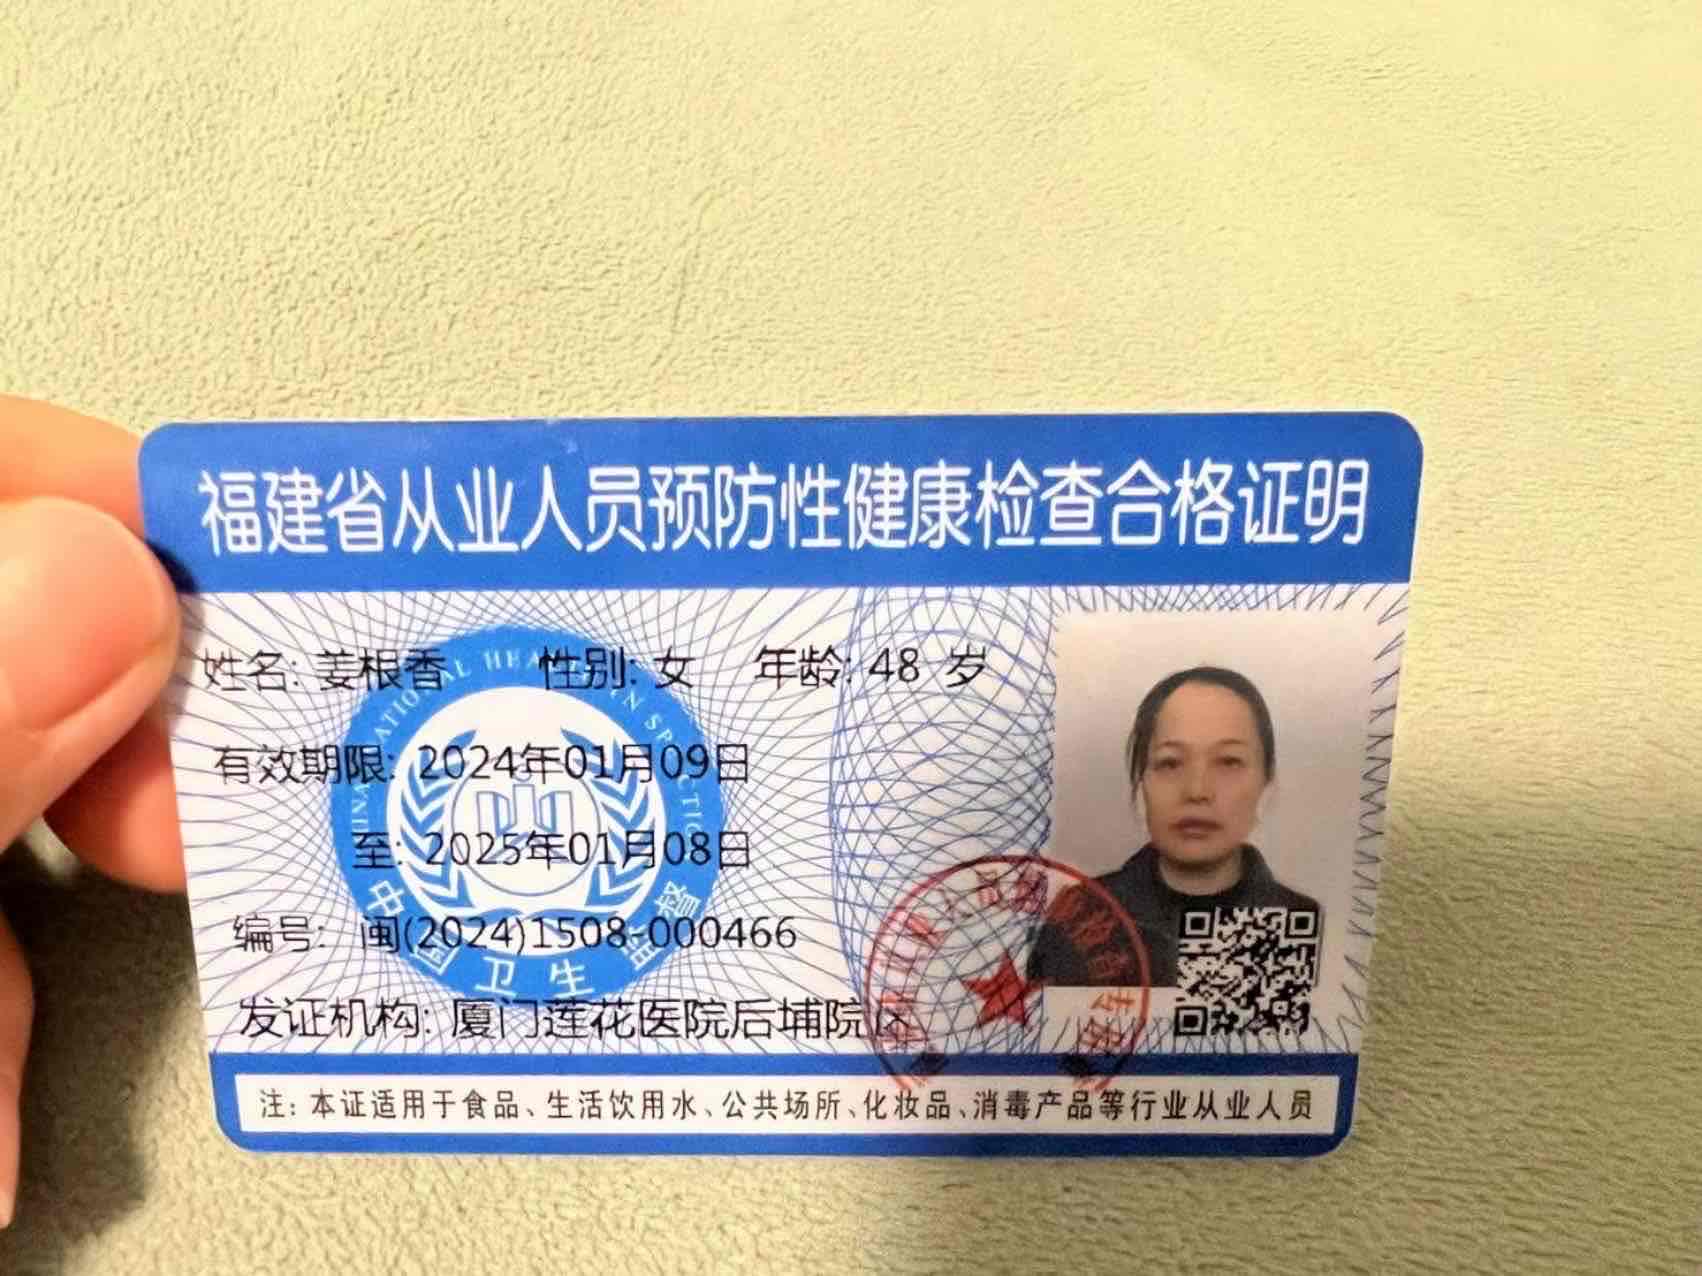 福建省从业人员预防性健康检查合格证明
姓名: 姜根香 性别: 女 年龄: 48 岁
有效期限: 2024年01月09日
至: 2025年01月08日
编号: 闽(2024)1508-000466
发证机构: 厦门莲花医院后埔院区
中国卫生监督
注: 本证适用于食品、生活饮用水、公共场所、化妆品、消毒产品等行业从业人员